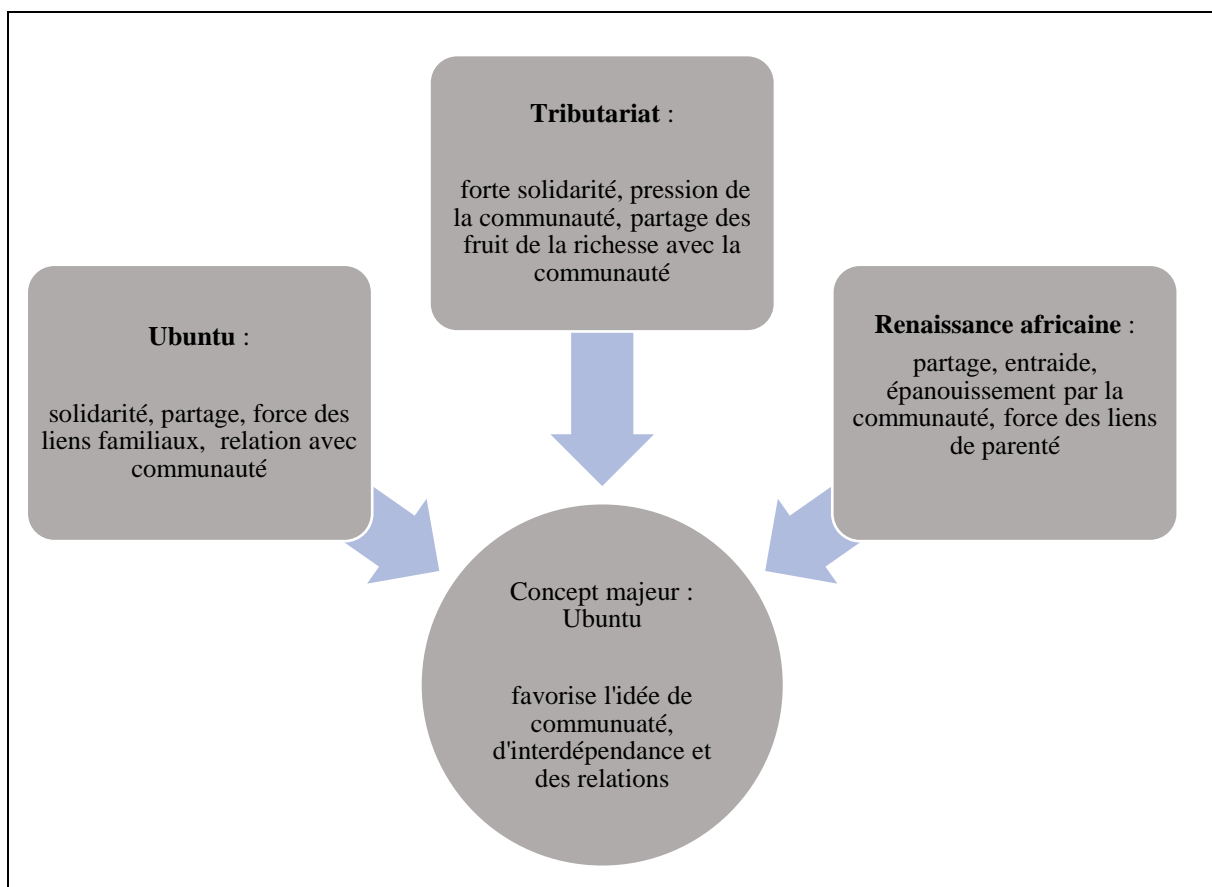 Tributariat :
forte solidarité, pression de
la communauté, partage des
fruit de la richesse avec la
communauté
Ubuntu :
solidarité, partage, force des
liens familiaux, relation avec
communauté
Renaissance africaine :
partage, entraide,
épanouissement par la
communauté, force des liens
de parenté
Concept majeur :
Ubuntu
favorise l'idée de
communuaté,
d'interdépendance et
des relations